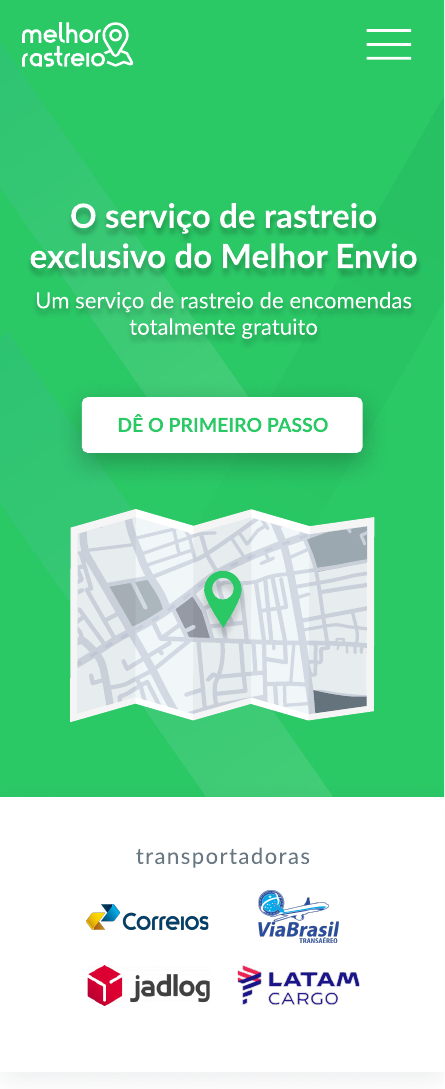 melhor
rastreio
O serviço de rastreio
exclusivo do Melhor Envio
Um serviço de rastreio de encomendas
totalmente gratuito
DÊ O PRIMEIRO PASSO
transportadoras
Correios
ViaBrasil
TRANSAÉREO
jadlog
LATAM
CARGO